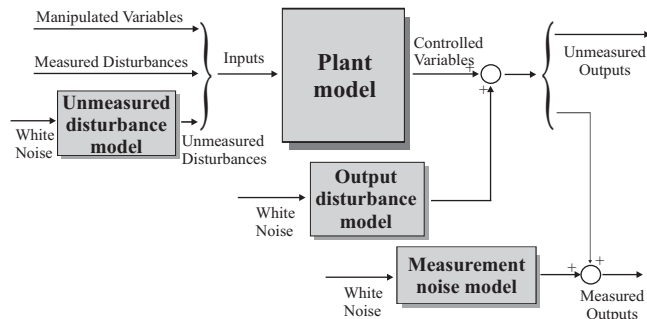 Manipulated Variables
Measured Disturbances
Unmeasured
disturbance
model
White
Noise
Unmeasured
Disturbances
Inputs
Plant
model
Controlled
Variables
+
+
Unmeasured
Outputs
White
Noise
Output
disturbance
model
White
Noise
Measurement
noise model
+
+
Measured
Outputs